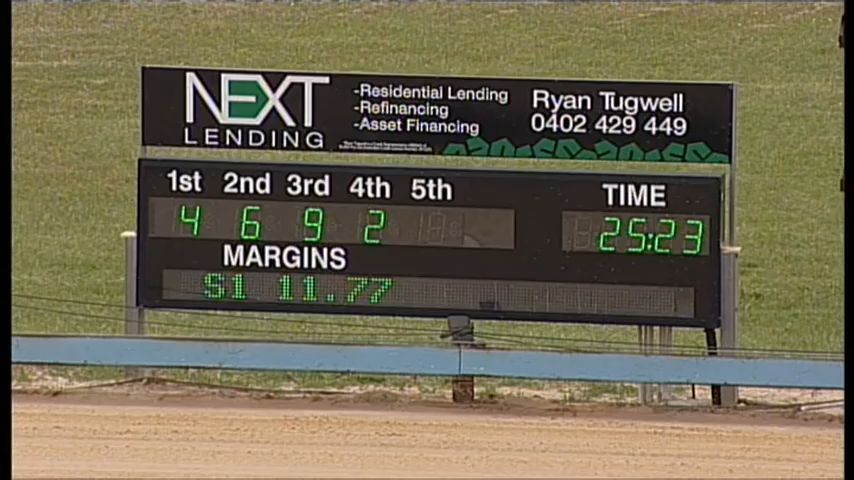 NEXT
LENDING
-Residential Lending
-Refinancing
-Asset Financing
Ryan Tugwell
0402 429 449
1st 2nd 3rd 4th 5th TIME
4 6 9 2 25:23
MARGINS
S1 11.77